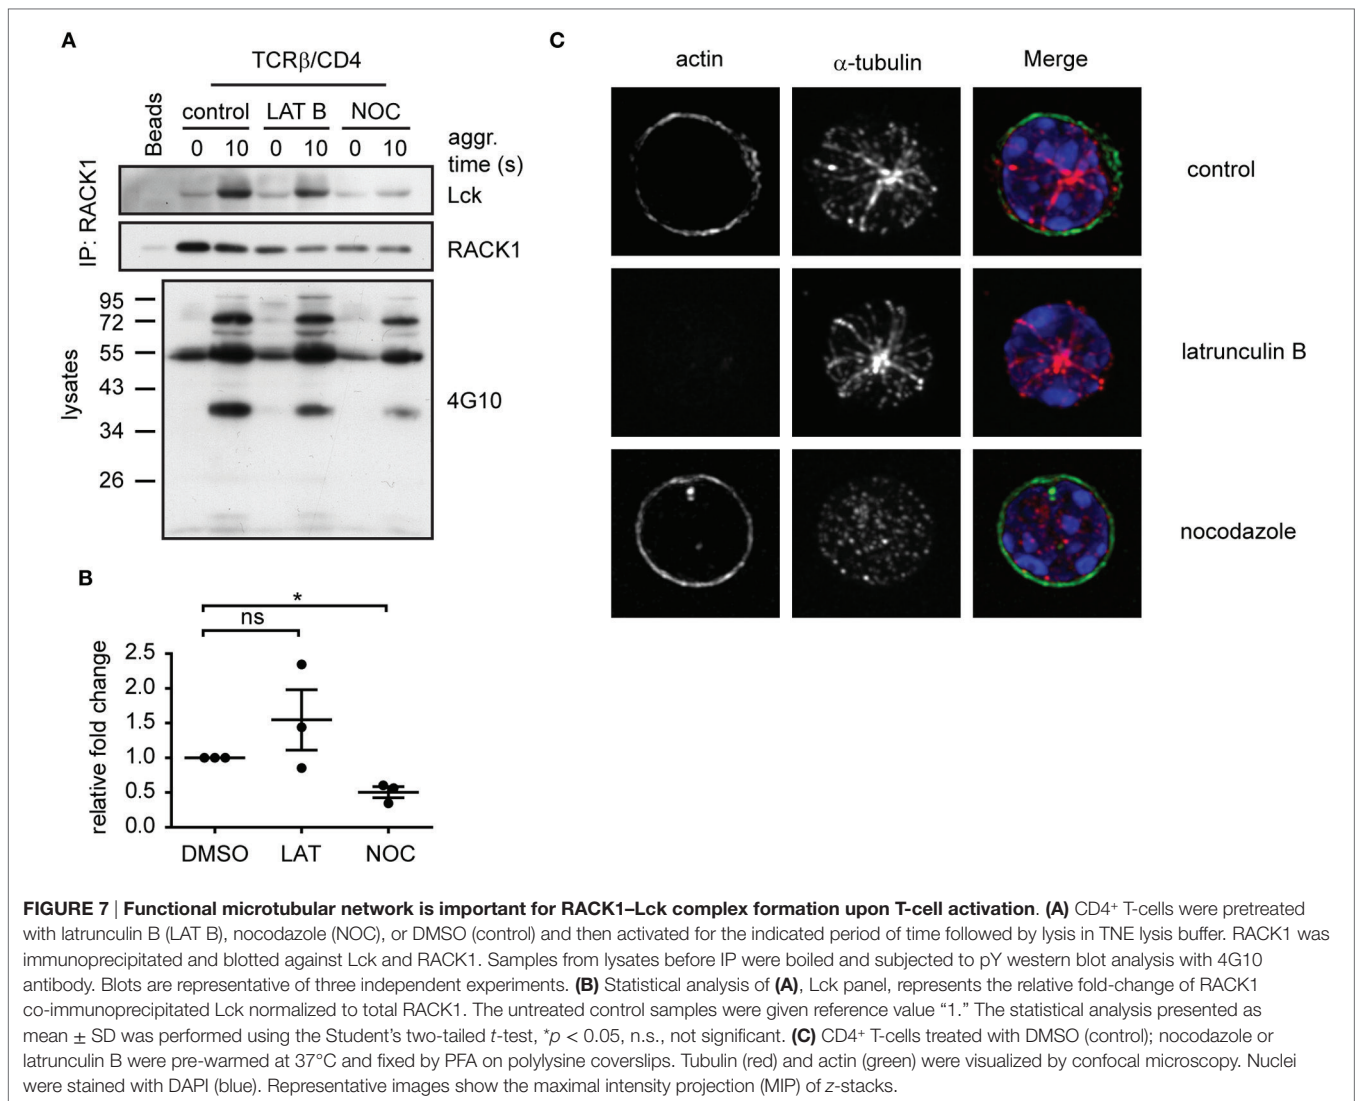 A
TCRβ/CD4
Beads
control LAT B NOC
0 10 0 10 0 10
aggr.
time (s)
IP: RACK1
Lck
RACK1
lysates
95
72
55
43
34
26
4G10
B
*
ns
relative fold change
2.5
2.0
1.5
1.0
0.5
0.0
DMSO LAT NOC
C
actin α-tubulin Merge
control
latrunculin B
nocodazole
FIGURE 7 | Functional microtubular network is important for RACK1–Lck complex formation upon T-cell activation. (A) CD4+ T-cells were pretreated
with latrunculin B (LAT B), nocodazole (NOC), or DMSO (control) and then activated for the indicated period of time followed by lysis in TNE lysis buffer. RACK1 was
immunoprecipitated and blotted against Lck and RACK1. Samples from lysates before IP were boiled and subjected to pY western blot analysis with 4G10
antibody. Blots are representative of three independent experiments. (B) Statistical analysis of (A), Lck panel, represents the relative fold-change of RACK1
co-immunoprecipitated Lck normalized to total RACK1. The untreated control samples were given reference value “1.” The statistical analysis presented as
mean ± SD was performed using the Student’s two-tailed t-test, *p < 0.05, n.s., not significant. (C) CD4+ T-cells treated with DMSO (control); nocodazole or
latrunculin B were pre-warmed at 37°C and fixed by PFA on polylysine coverslips. Tubulin (red) and actin (green) were visualized by confocal microscopy. Nuclei
were stained with DAPI (blue). Representative images show the maximal intensity projection (MIP) of z-stacks.